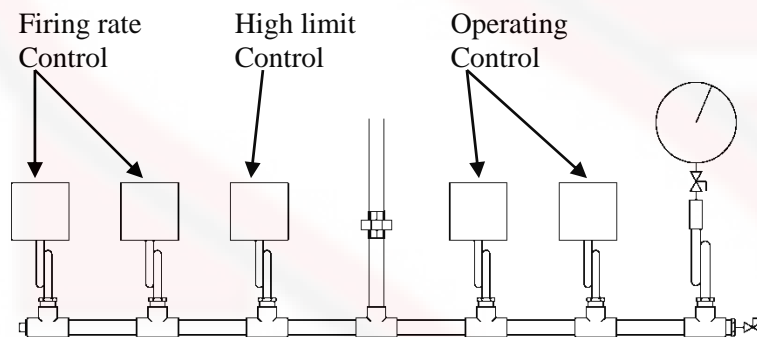 Firing rate
Control
High limit
Control
Operating
Control